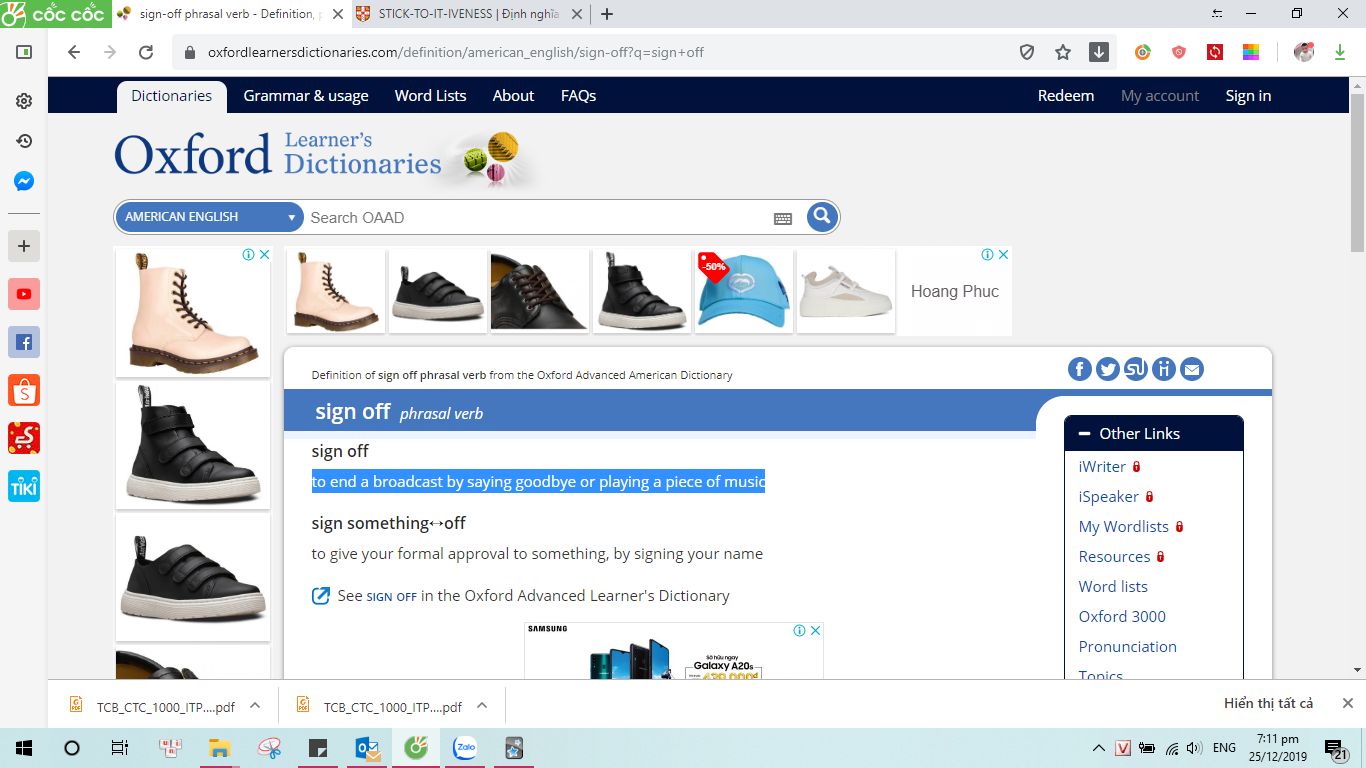 cốc cốc
sign-off phrasal verb - Definition,
STICK-TO-IT-IVENESS | Định nghĩa
oxfordlearnersdictionaries.com/definition/american_english/sign-off?q=sign+off
Dictionaries Grammar & usage Word Lists About FAQs Redeem My account Sign in
Oxford Learner's Dictionaries
AMERICAN ENGLISH Search OAAD
-50%
Hoang Phuc
Definition of sign off phrasal verb from the Oxford Advanced American Dictionary
sign off phrasal verb
sign off
to end a broadcast by saying goodbye or playing a piece of music
sign something↔off
to give your formal approval to something, by signing your name
See SIGN OFF in the Oxford Advanced Learner's Dictionary
Other Links
iWriter
iSpeaker
My Wordlists
Resources
Word lists
Oxford 3000
Pronunciation
Topics
SAMSUNG
Sở hữu ngay
Galaxy A20s
TIKI
TCB_CTC_1000_ITP....pdf
TCB_CTC_1000_ITP....pdf
Hiển thị tất cả
Zalo
ENG
7:11 pm
25/12/2019
21